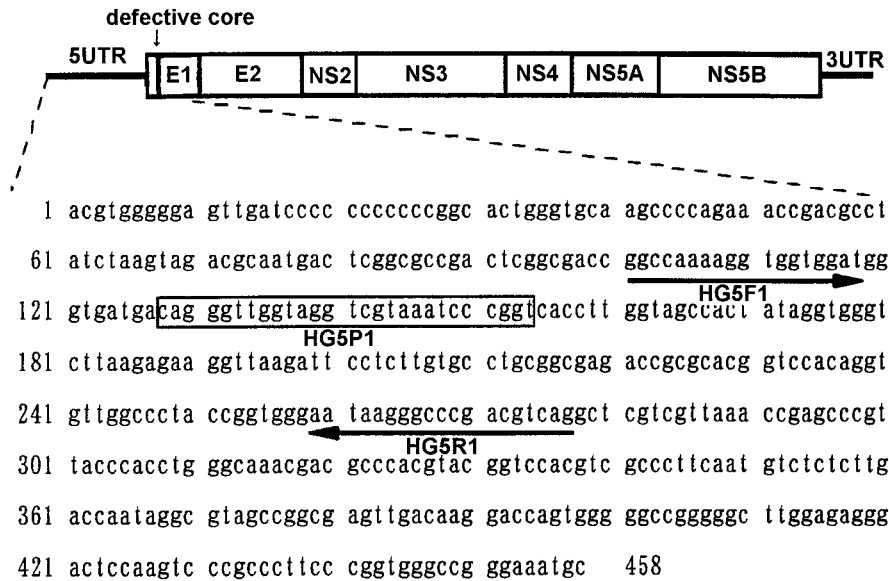 defective core
5UTR
E1 E2 NS2 NS3 NS4 NS5A NS5B
3UTR
1 acgtggggga gttgatcccc cccccccggc actgggtgca agccccagaa accgacgcct
61 atctaagtag acgcaatgac tcggcgccga ctcggcgacc ggccaaaagg tggtggatgg
HG5F1
121 gtgatgacag ggttggtagg tcgtaaatcc cggtcacctt ggtagccact ataggtgggt
HG5P1
181 cttaagagaa ggttaagatt cctcttgtgc ctgcggcgag accgcgcacg gtccacaggt
241 gttggcccta ccggtgggaa taagggcccg acgtcaggct cgtcgttaaa ccgagcccgt
HG5R1
301 tacccacctg ggcaaacgac gcccacgtac ggtccacgtc gcccttcaat gtctctcttg
361 accaataggc gtagccggcg agttgacaag gaccagtggg ggccgggggc ttggagaggg
421 actccaagtc ccgcccttcc cggtgggccg ggaaatgc 458